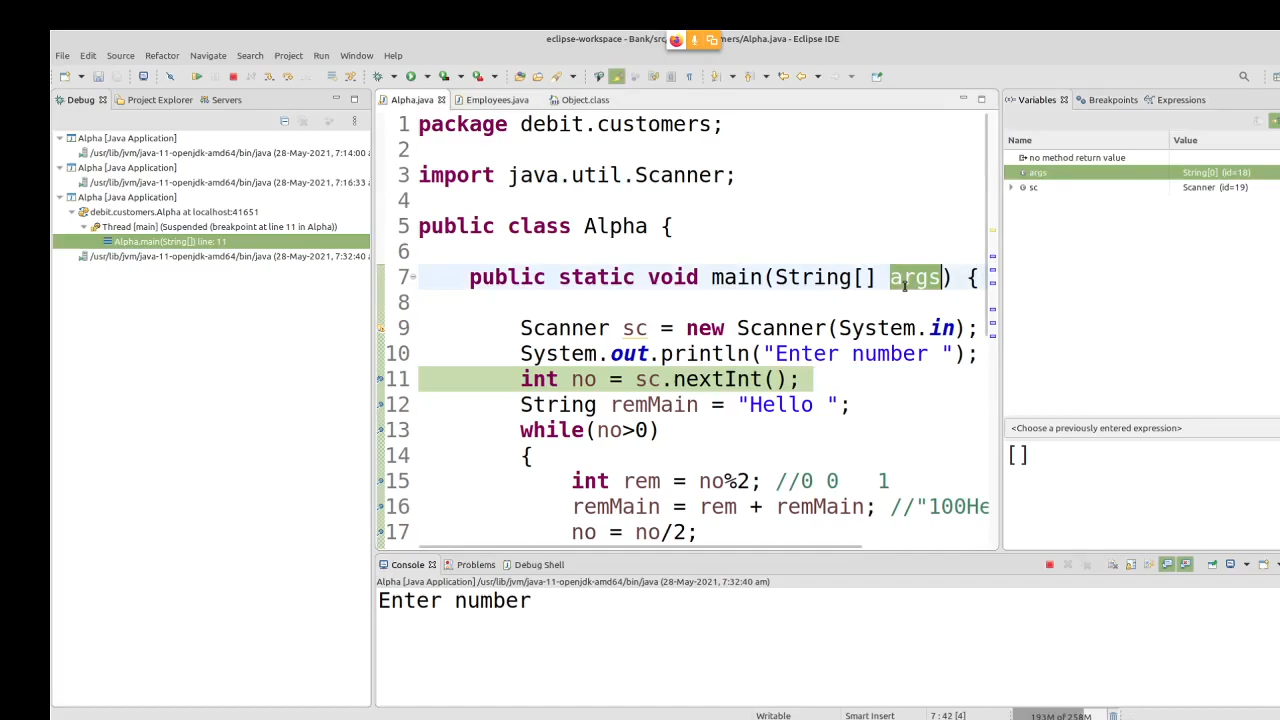 eclipse-workspace - Bank/src mers/Alpha.java - Eclipse IDE
File Edit Source Refactor Navigate Search Project Run Window Help
Debug Project Explorer Servers
Alpha [Java Application]
/usr/lib/jvm/java-11-openjdk-amd64/bin/java (28-May-2021, 7:14:00
Alpha [Java Application]
/usr/lib/jvm/java-11-openjdk-amd64/bin/java (28-May-2021, 7:16:33
Alpha [Java Application]
debit.customers.Alpha at localhost:41651
Thread [main] (Suspended (breakpoint at line 11 in Alpha))
Alpha.main(String[]) line: 11
/usr/lib/jvm/java-11-openjdk-amd64/bin/java (28-May-2021, 7:32:40
Alpha.java Employees.java Object.class
1 package debit.customers;
2
3 import java.util.Scanner;
4
5 public class Alpha {
6
7 public static void main(String[] args) {
8
9 Scanner sc = new Scanner(System.in);
10 System.out.println("Enter number ");
11 int no = sc.nextInt();
12 String remMain = "Hello ";
13 while(no>0)
14 {
15 int rem = no%2; //0 0 1
16 remMain = rem + remMain; //"100He
17 no = no/2;
(x)= Variables Breakpoints Expressions
Name Value
no method return value
args String[0] (id=18)
sc Scanner (id=19)
<Choose a previously entered expression>
[]
Console Problems Debug Shell
Alpha [Java Application] /usr/lib/jvm/java-11-openjdk-amd64/bin/java (28-May-2021, 7:32:40 am)
Enter number
Writable Smart Insert 7 : 42 [4] 193M of 258M